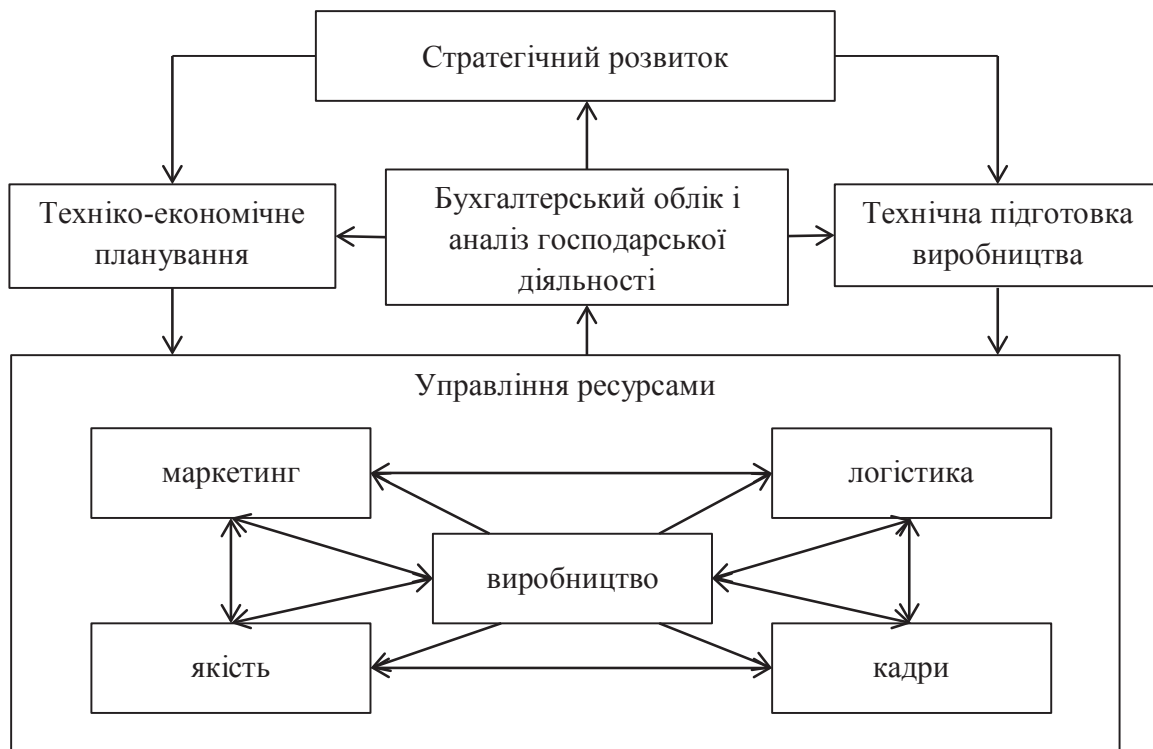 Стратегічний розвиток
Техніко-економічне
планування
Бухгалтерський облік і
аналіз господарської
діяльності
Технічна підготовка
виробництва
Управління ресурсами
маркетинг
логістика
виробництво
якість
кадри